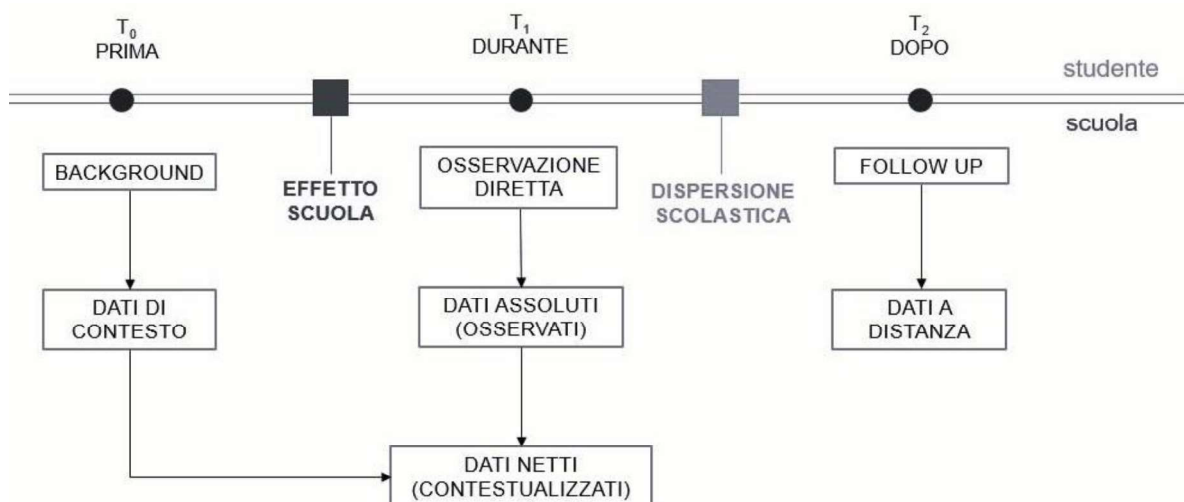 T₀
PRIMA
T₁
DURANTE
T₂
DOPO
studente
scuola
BACKGROUND
EFFETTO
SCUOLA
OSSERVAZIONE
DIRETTA
DISPERSIONE
SCOLASTICA
FOLLOW UP
DATI DI
CONTESTO
DATI ASSOLUTI
(OSSERVATI)
DATI A
DISTANZA
DATI NETTI
(CONTESTUALIZZATI)